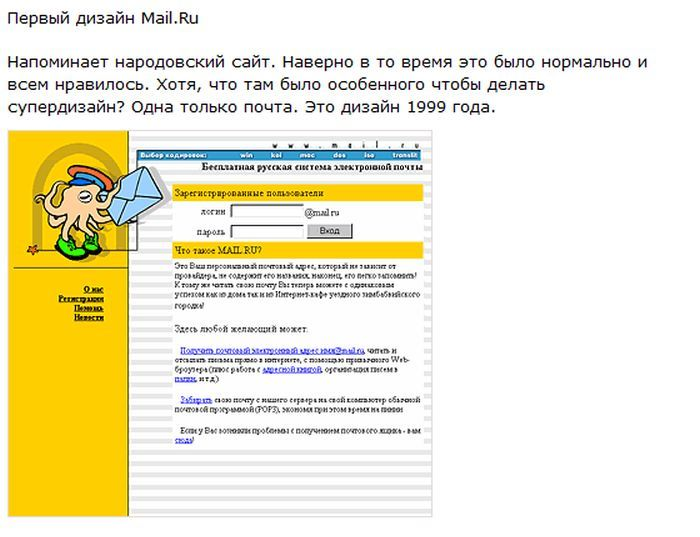 Первый дизайн Mail.Ru
Напоминает народовский сайт. Наверно в то время это было нормально и
всем нравилось. Хотя, что там было особенного чтобы делать
супердизайн? Одна только почта. Это дизайн 1999 года.
www.mail.ru
Выбор кодировок: win koi mac dos iso translit
Бесплатная русская система электронной почты
Зарегистрированные пользователи
логин @mail.ru
пароль Вход
Что такое MAIL.RU?
Это Ваш персональный почтовый адрес, который не зависит от
провайдера, не содержит его названия, наконец, его легко запомнить!
К тому же читать свою почту Вы теперь можете с одинаковым
успехом как из дома так и из Интернет-кафе уездного зимбабвийского
городка!
О нас
Регистрация
Помощь
Новости
Здесь любой желающий может:
Получить почтовый электронный адрес имя@mail.ru, читать и
отсылать письма прямо в интернете, с помощью привычного Web-
броутера (плюс работа с адресной книгой, организация писем в
папки, и т.д.)
Забирать свою почту с нашего сервера на свой компьютер обычной
почтовой программой (POP3), экономя при этом время на линии
Если у Вас возникли проблемы с получением почтового ящика - вам
сюда!